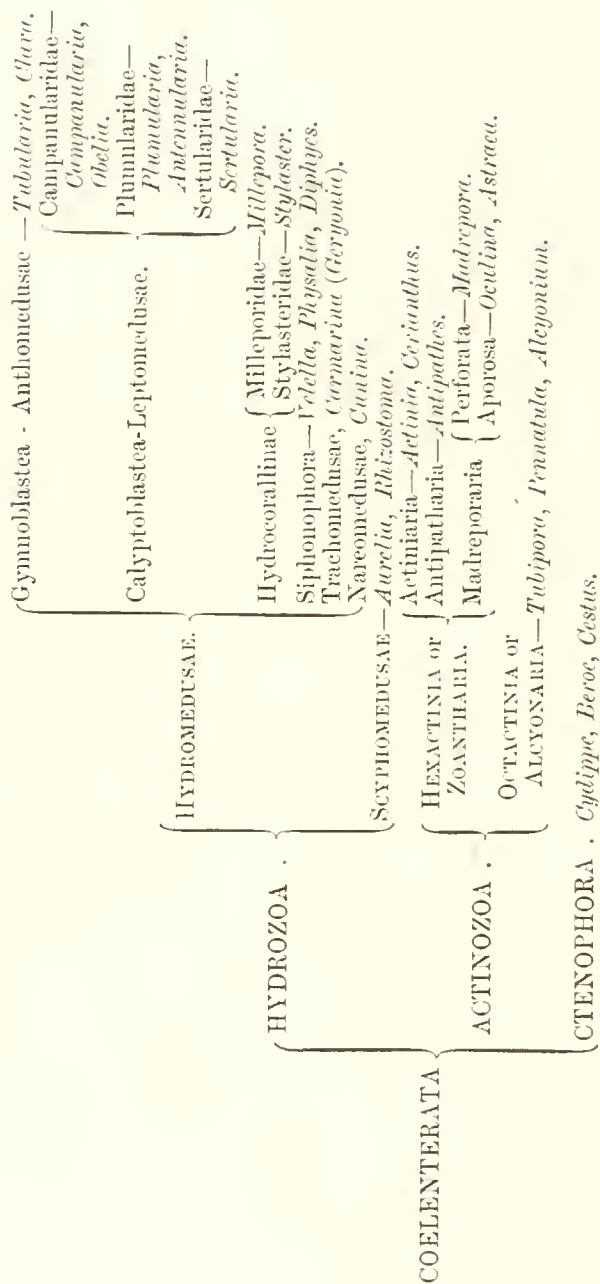 COELENTERATA
HYDROZOA .
HYDROMEDUSAE.
Gymnoblastea - Anthomedusae — Tubularia, Clava.
Calyptoblastea-Leptomedusae.
Campanularidae—
Campanularia,
Obelia.
Plumularidae—
Plumularia,
Antennularia.
Sertularidae—
Sertularia.
Hydrocorallinae
Milleporidae—Millepora.
Stylasteridae—Stylaster.
Siphonophora—Velella, Physalia, Diphyes.
Trachomedusae, Carmarina (Geryonia).
Narcomedusae, Cunina.
SCYPHOMEDUSAE—Aurelia, Rhizostoma.
ACTINOZOA .
HEXACTINIA or
ZOANTHARIA.
Actiniaria—Actinia, Cerianthus.
Antipatharia—Antipathes.
Madreporaria
Perforata—Madrepora.
Aporosa—Oculina, Astraea.
OCTACTINIA or
ALCYONARIA—Tubipora, Pennatula, Alcyonium.
CTENOPHORA . Cydippe, Beroe, Cestus.